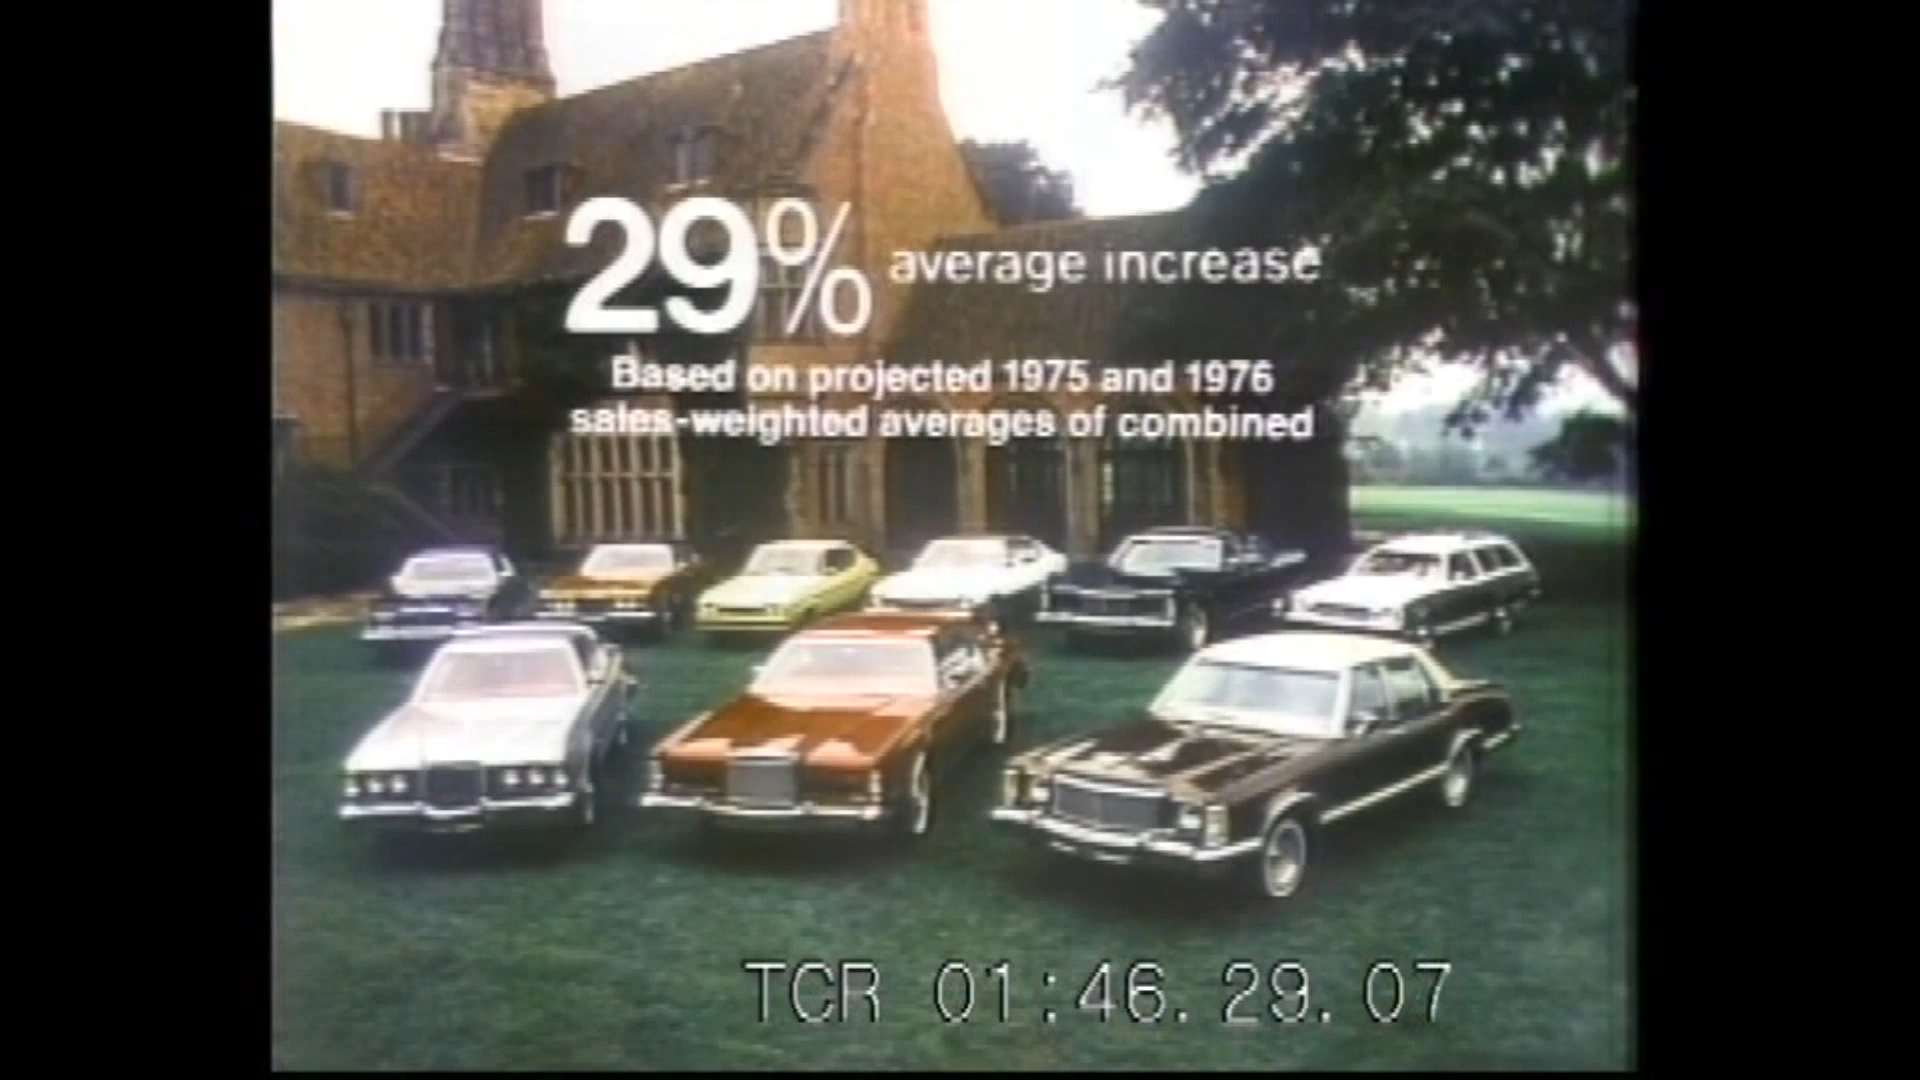 29% average increase
Based on projected 1975 and 1976
sales-weighted averages of combined
TCR 01:46.29.07